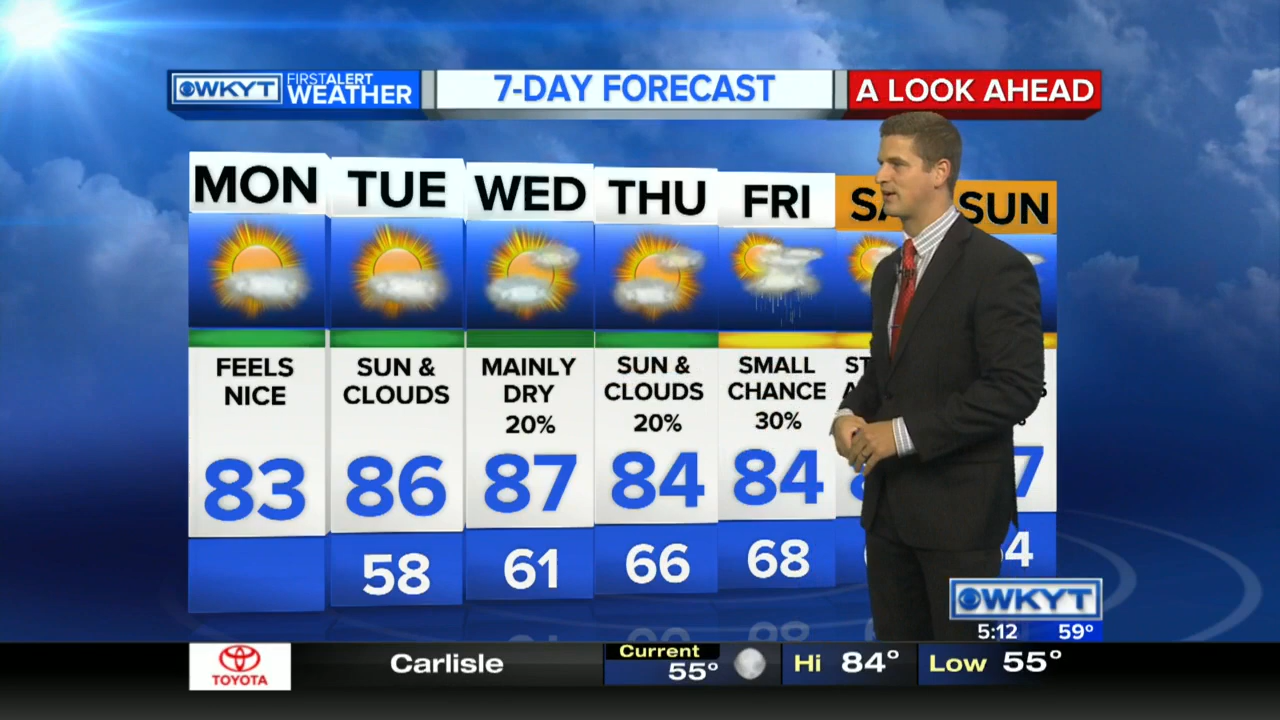 WKYT FIRST ALERT WEATHER
7-DAY FORECAST
A LOOK AHEAD
MON TUE WED THU FRI SUN
FEELS NICE
83
SUN & CLOUDS
86
58
MAINLY DRY
20%
87
61
SUN & CLOUDS
20%
84
66
SMALL CHANCE
30%
84
68
WKYT
5:12 59°
TOYOTA
Carlisle
Current 55°
Hi 84°
Low 55°